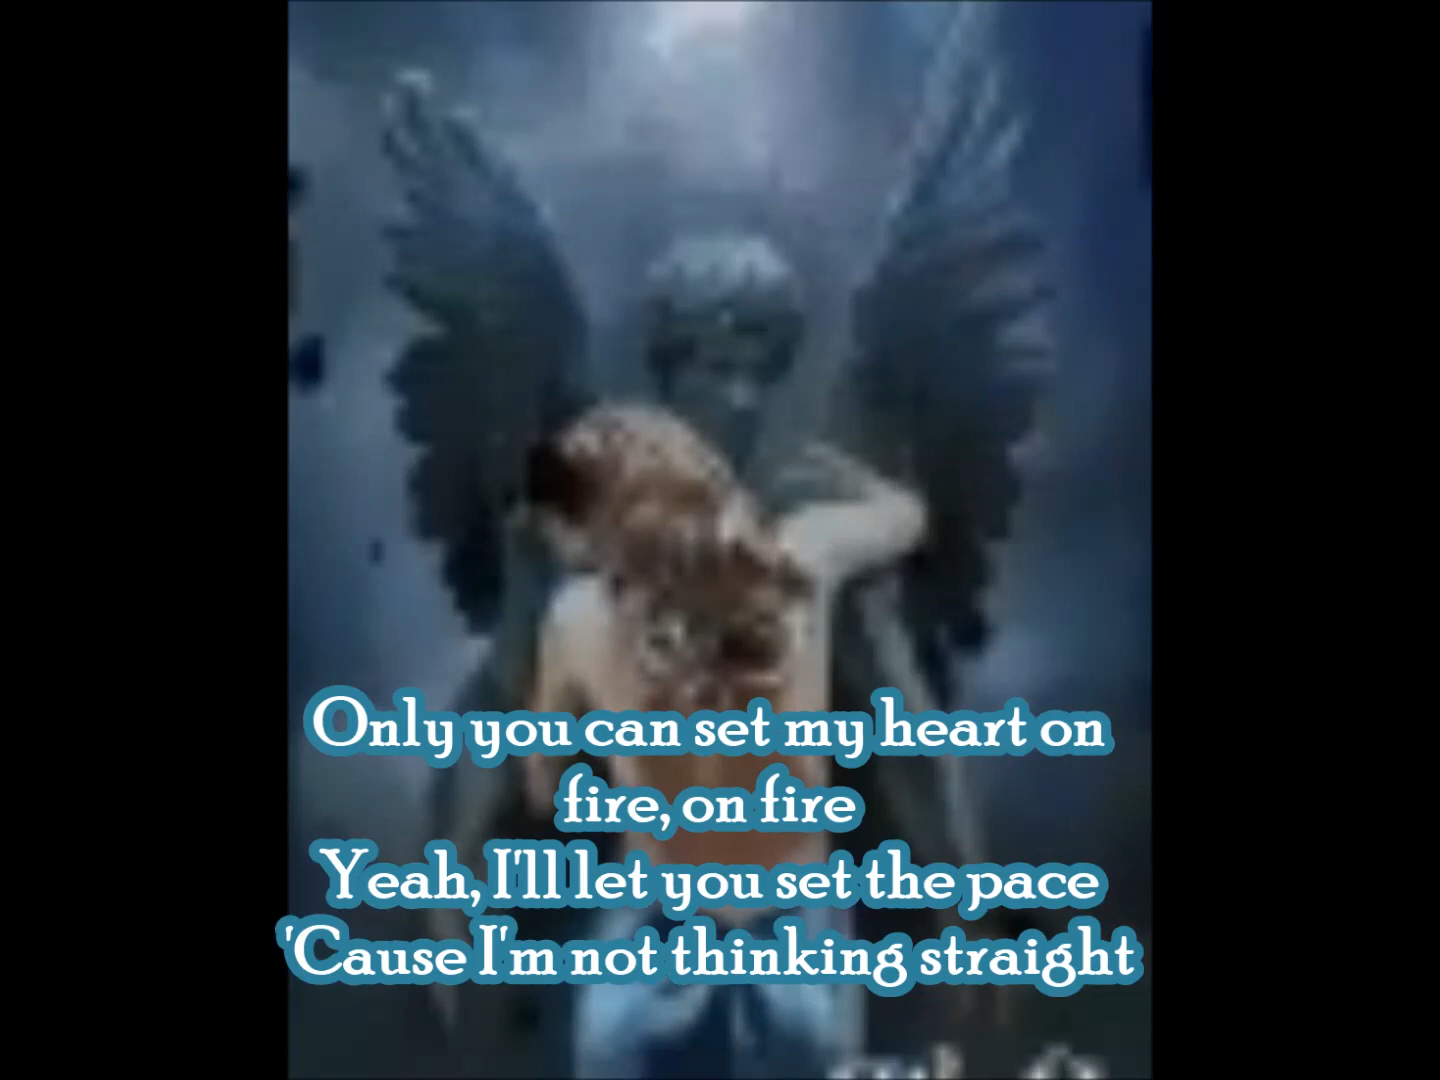 Only you can set my heart on
fire, on fire
Yeah, I'll let you set the pace
'Cause I'm not thinking straight